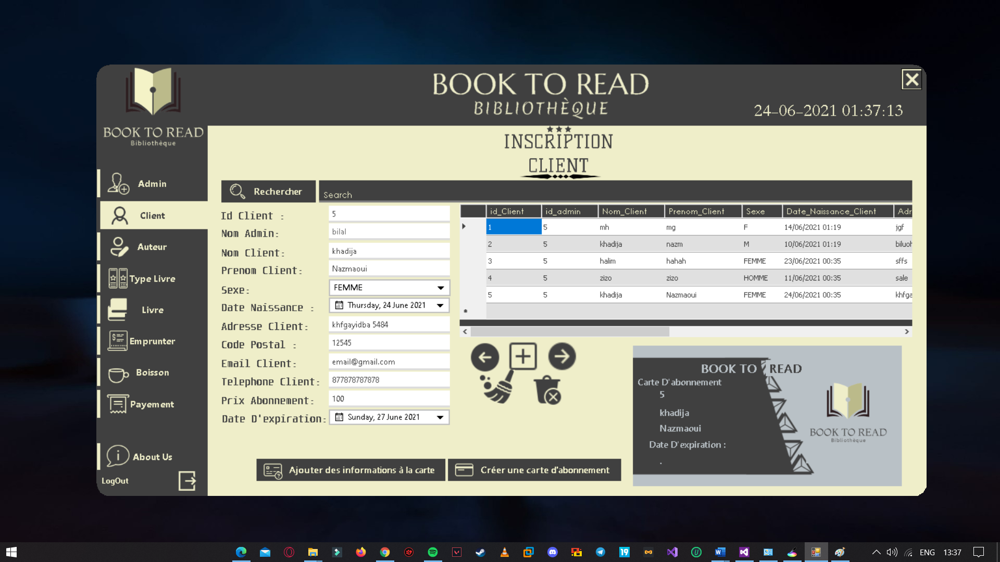 BOOK TO READ
BIBLIOTHÈQUE
24-06-2021 01:37:13
BOOK TO READ
Bibliothèque
INSCRIPTION
CLIENT
Admin
Client
Auteur
Type Livre
Livre
Emprunter
Boisson
Payement
About Us
LogOut
Rechercher
Search
Id Client : 5
Nom Admin: bilal
Nom Client: khadija
Prenom Client: Nazmaoui
Sexe: FEMME
Date Naissance : Thursday, 24 June 2021
Adresse Client: khfgayidba 5484
Code Postal : 12545
Email Client: email@gmail.com
Telephone Client: 877878787878
Prix Abonnement: 100
Date D'expiration: Sunday, 27 June 2021
id_Client id_admin Nom_Client Prenom_Client Sexe Date_Naissance_Client Adr
1 5 mh mg F 14/06/2021 01:19 jgf
2 5 khadija nazm M 10/06/2021 01:19 biluoh
3 5 halim hahah FEMME 23/06/2021 00:35 sffs
4 5 zizo zizo HOMME 11/06/2021 00:35 sale
5 5 khadija Nazmaoui FEMME 24/06/2021 00:35 khfga
BOOK TO READ
Carte D'abonnement
5
khadija
Nazmaoui
Date D'expiration :
.
BOOK TO READ
Bibliothèque
Ajouter des informations à la carte
Créer une carte d'abonnement
19
ENG 13:37